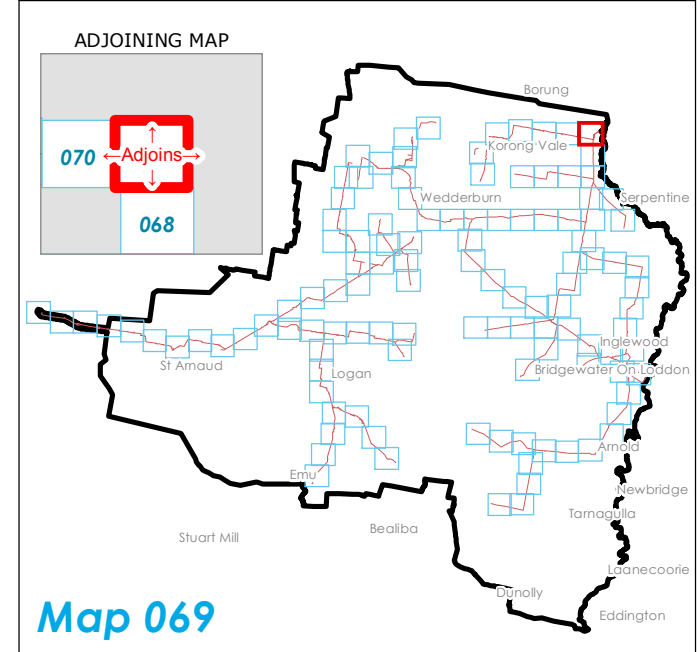 ADJOINING MAP
070
Adjoins
068
Borung
Korong Vale
Wedderburn
Serpentine
Inglewood
Bridgewater On Loddon
St Arnaud
Logan
Arnold
Emu
Newbridge
Tarnagulla
Stuart Mill
Bealiba
Laanecoorie
Dunolly
Eddington
Map 069